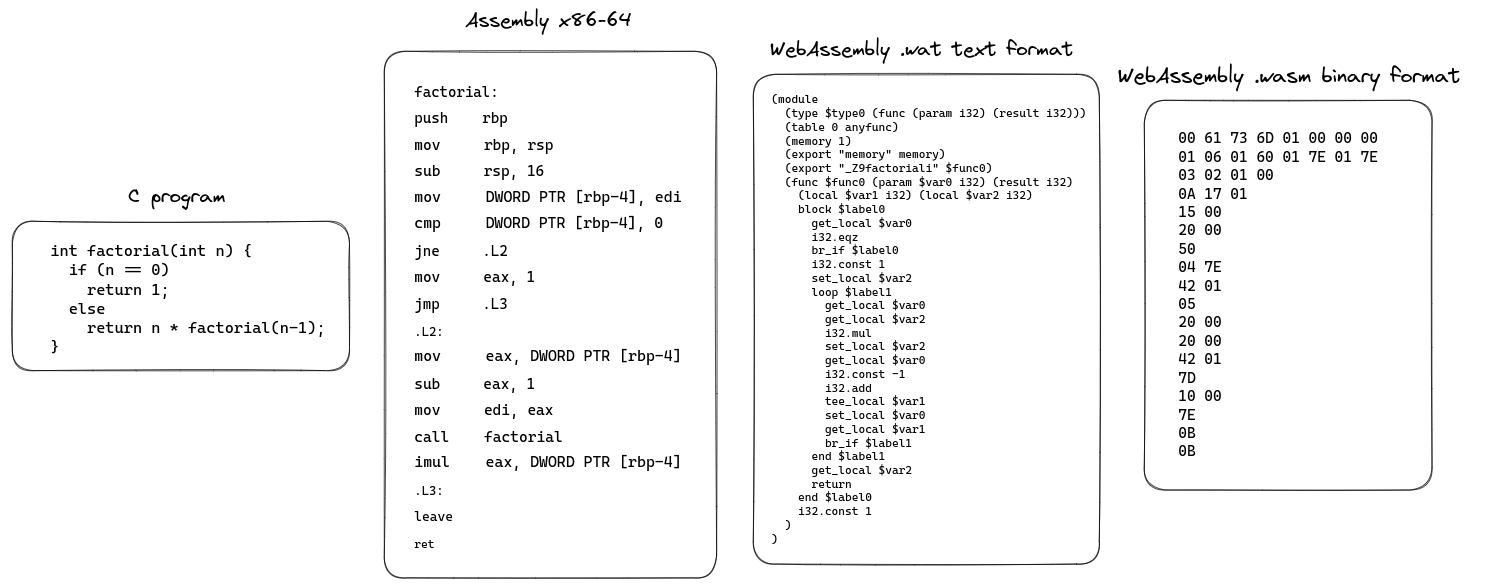 C program
int factorial(int n) {
if (n == 0)
return 1;
else
return n * factorial(n-1);
}
Assembly x86-64
factorial:
push rbp
mov rbp, rsp
sub rsp, 16
mov DWORD PTR [rbp-4], edi
cmp DWORD PTR [rbp-4], 0
jne .L2
mov eax, 1
jmp .L3
.L2:
mov eax, DWORD PTR [rbp-4]
sub eax, 1
mov edi, eax
call factorial
imul eax, DWORD PTR [rbp-4]
.L3:
leave
ret
WebAssembly .wat text format
(module
(type $type0 (func (param i32) (result i32)))
(table 0 anyfunc)
(memory 1)
(export "memory" memory)
(export "_Z9factoriali" $func0)
(func $func0 (param $var0 i32) (result i32)
(local $var1 i32) (local $var2 i32)
block $label0
get_local $var0
i32.eqz
br_if $label0
i32.const 1
set_local $var2
loop $label1
get_local $var0
get_local $var2
i32.mul
set_local $var2
get_local $var0
i32.const -1
i32.add
tee_local $var1
set_local $var0
get_local $var1
br_if $label1
end $label1
get_local $var2
return
end $label0
i32.const 1
)
)
WebAssembly .wasm binary format
00 61 73 6D 01 00 00 00
01 06 01 60 01 7E 01 7E
03 02 01 00
0A 17 01
15 00
20 00
50
04 7E
42 01
05
20 00
20 00
42 01
7D
10 00
7E
0B
0B